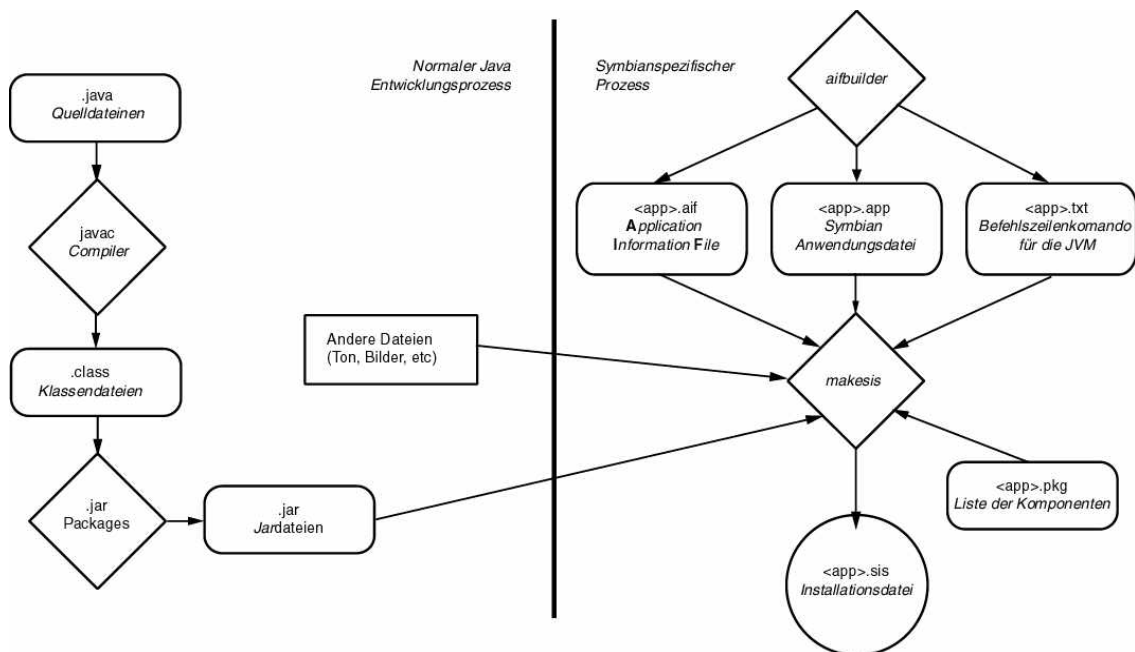 Normaler Java
Entwicklungsprozess
Symbianspezifischer
Prozess
.java
Quelldateinen
javac
Compiler
.class
Klassendateien
.jar
Packages
.jar
Jardateien
Andere Dateien
(Ton, Bilder, etc)
aifbuilder
<app>.aif
Application
Information File
<app>.app
Symbian
Anwendungsdatei
<app>.txt
Befehlszeilenkomando
für die JVM
makesis
<app>.pkg
Liste der Komponenten
<app>.sis
Installationsdatei